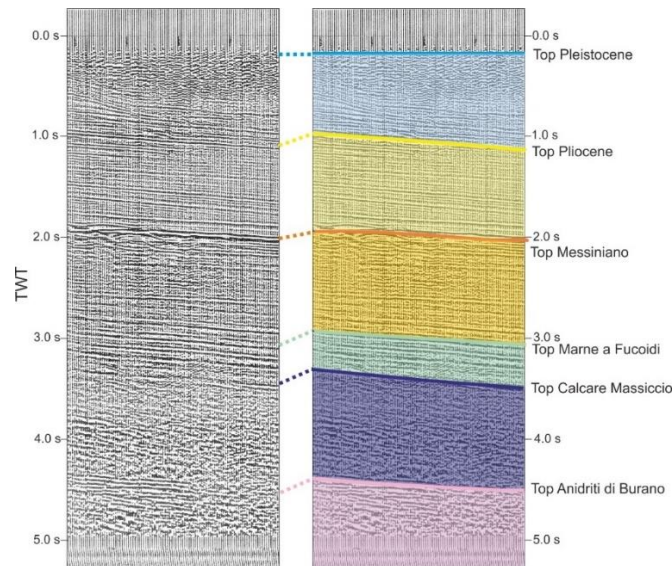 0.0 s
0.0 s
Top Pleistocene
1.0 s
1.0 s
Top Pliocene
2.0 s
2.0 s
Top Messiniano
TWT
3.0 s
3.0 s
Top Marne a Fucoidi
Top Calcare Massiccio
4.0 s
4.0 s
Top Anidriti di Burano
5.0 s
5.0 s